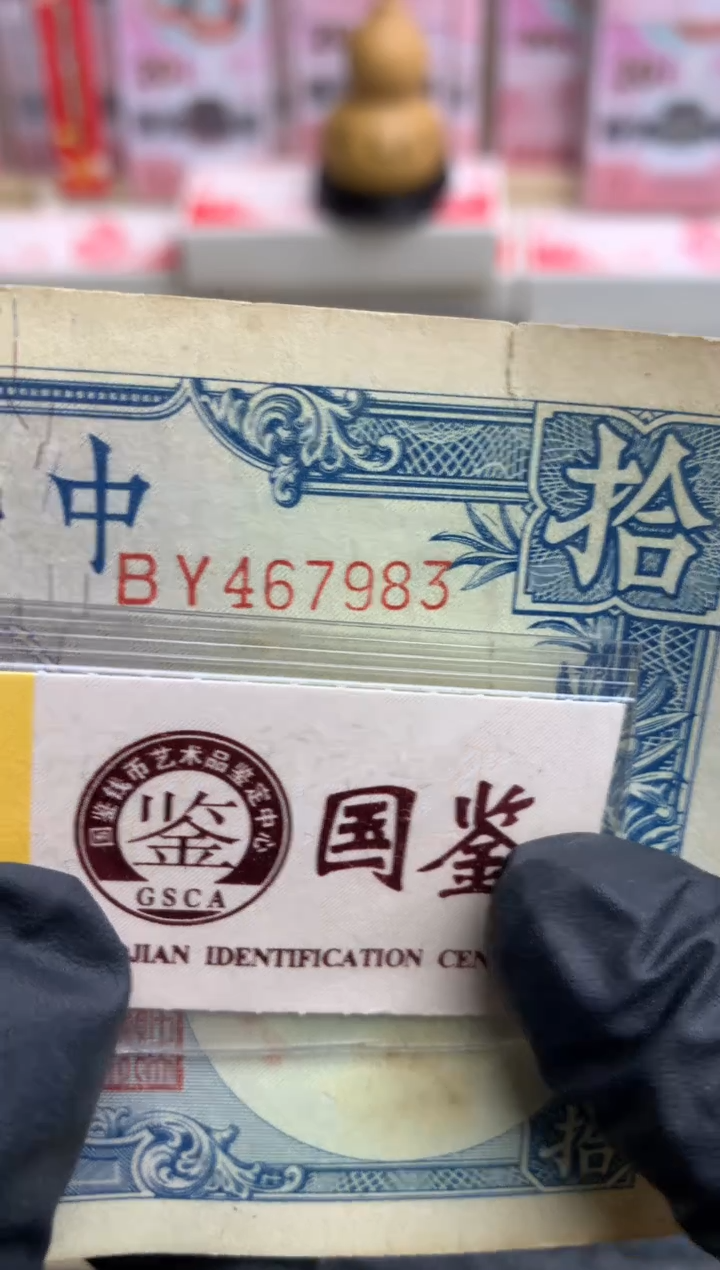 中
拾
BY467983
国鉴钱币艺术品鉴定中心
鉴
GSCA
国鉴
JIAN IDENTIFICATION CEN
拾